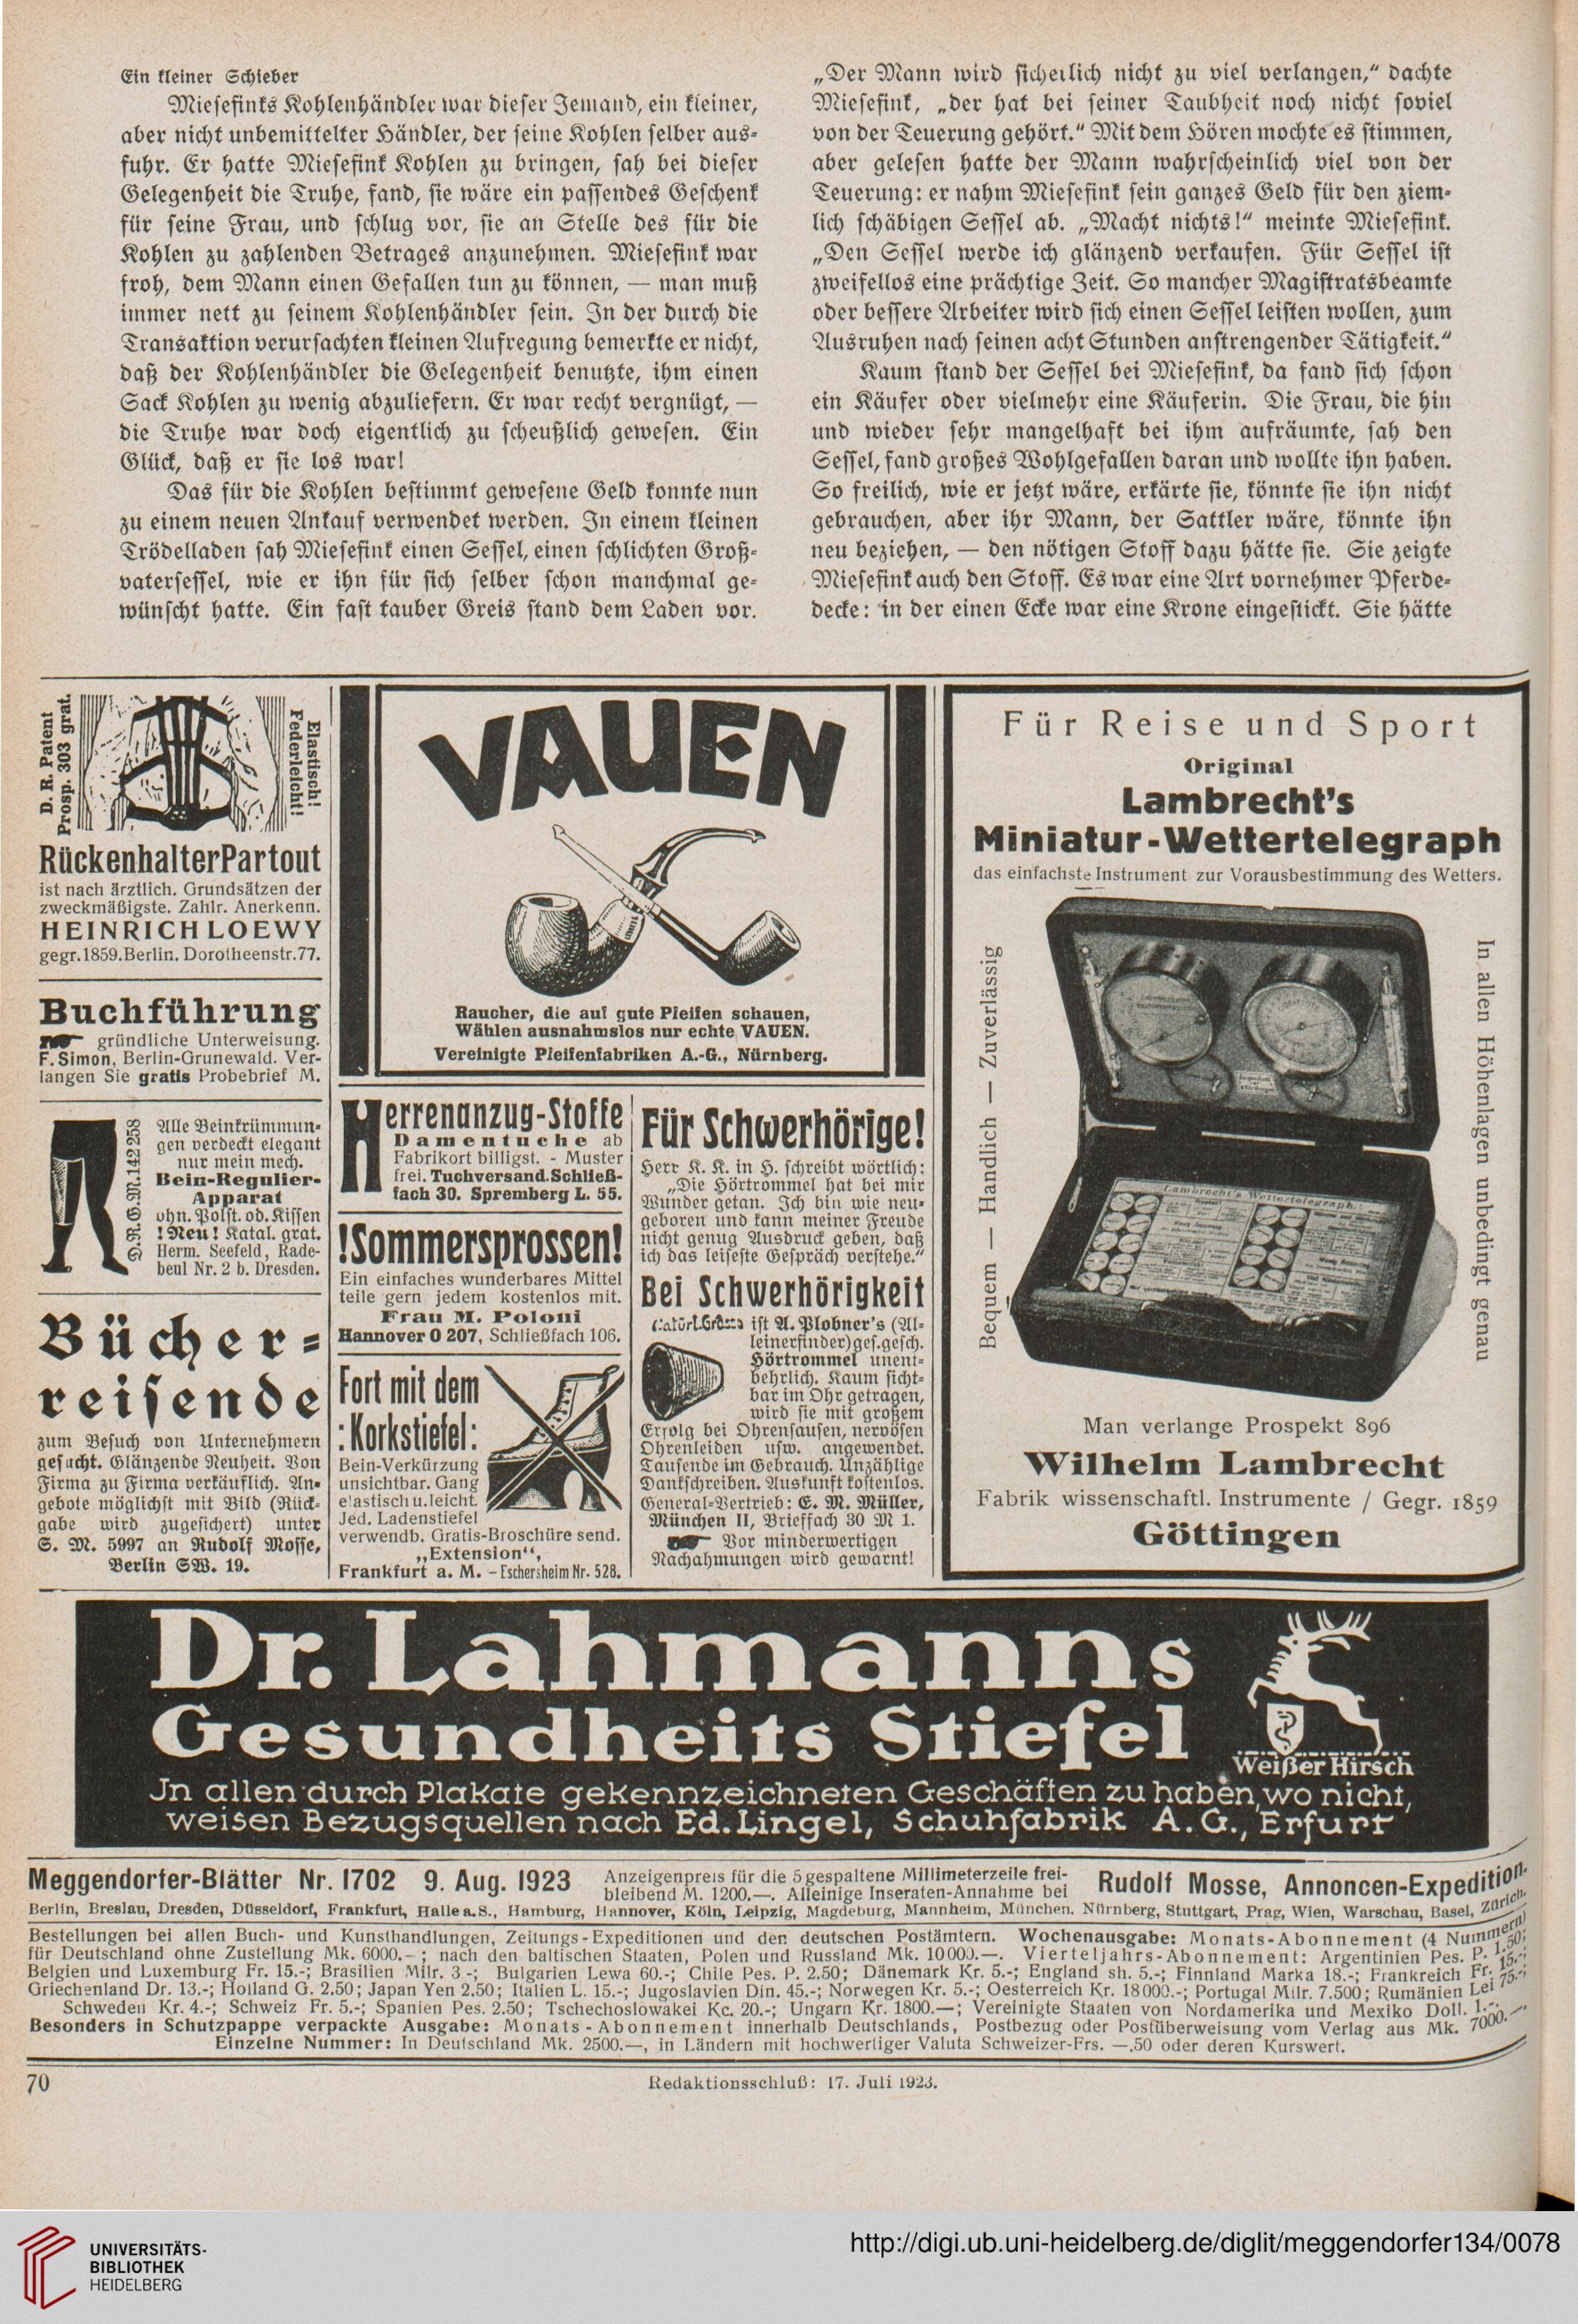 Ein kleiner Schieber
Miesefinks Kohlenhändler war dieser Jemand, ein kleiner,
aber nicht unbemittelter Händler, der seine Kohlen selber aus-
fuhr. Er hatte Miesefink Kohlen zu bringen, sah bei dieser
Gelegenheit die Truhe, fand, sie wäre ein passendes Geschenk
für seine Frau, und schlug vor, sie an Stelle des für die
Kohlen zu zahlenden Betrages anzunehmen. Miesefink war
froh, dem Mann einen Gefallen tun zu können, — man muß
immer nett zu seinem Kohlenhändler sein. In der durch die
Transaktion verursachten kleinen Aufregung bemerkte er nicht,
daß der Kohlenhändler die Gelegenheit benutzte, ihm einen
Sack Kohlen zu wenig abzuliefern. Er war recht vergnügt, —
die Truhe war doch eigentlich zu scheußlich gewesen. Ein
Glück, daß er sie los war!
Das für die Kohlen bestimmt gewesene Geld konnte nun
zu einem neuen Ankauf verwendet werden. In einem kleinen
Trödelladen sah Miesefink einen Sessel, einen schlichten Groß-
vatersessel, wie er ihn für sich selber schon manchmal ge-
wünscht hatte. Ein fast tauber Greis stand dem Laden vor.
„Der Mann wird sicherlich nicht zu viel verlangen,“ dachte
Miesefink, „der hat bei seiner Taubheit noch nicht soviel
von der Teuerung gehört.“ Mit dem Hören mochte es stimmen,
aber gelesen hatte der Mann wahrscheinlich viel von der
Teuerung: er nahm Miesefink sein ganzes Geld für den ziem-
lich schäbigen Sessel ab. „Macht nichts!“ meinte Miesefink.
„Den Sessel werde ich glänzend verkaufen. Für Sessel ist
zweifellos eine prächtige Zeit. So mancher Magistratsbeamte
oder bessere Arbeiter wird sich einen Sessel leisten wollen, zum
Ausruhen nach seinen acht Stunden anstrengender Tätigkeit.“
Kaum stand der Sessel bei Miesefink, da fand sich schon
ein Käufer oder vielmehr eine Käuferin. Die Frau, die hin
und wieder sehr mangelhaft bei ihm aufräumte, sah den
Sessel, fand großes Wohlgefallen daran und wollte ihn haben.
So freilich, wie er jetzt wäre, erkärte sie, könnte sie ihn nicht
gebrauchen, aber ihr Mann, der Sattler wäre, könnte ihn
neu beziehen, — den nötigen Stoff dazu hätte sie. Sie zeigte
Miesefink auch den Stoff. Es war eine Art vornehmer Pferde-
decke: in der einen Ecke war eine Krone eingestickt. Sie hätte
D. R. Patent
Prosp. 303 grat.
Elastisch!
Federleicht!
Rückenhalter Partout
ist nach ärztlich. Grundsätzen der
zweckmäßigste. Zahlr. Anerkenn.
HEINRICH LOEWY
gegr. 1859. Berlin. Dorotheenstr. 77.
Buchführung
gründliche Unterweisung.
F. Simon, Berlin-Grunewald. Ver-
langen Sie gratis Probebrief M.
D.R.G.M. 142258
Alle Beinkrümmun-
gen verdeckt elegant
nur mein mech.
Bein-Regulier-
Apparat
ohn. Polst. od. Kissen
! Neu! Katal. grat.
Herm. Seefeld, Rade-
beul Nr. 2 b. Dresden.
Bücher-
reisende
zum Besuch von Unternehmern
gesucht. Glänzende Neuheit. Von
Firma zu Firma verkäuflich. An-
gebote möglichst mit Bild (Rück-
gabe wird zugesichert) unter
S. M. 5997 an Rudolf Mosse,
Berlin SW. 19.
VAUEN
Raucher, die auf gute Pfeifen schauen,
Wählen ausnahmslos nur echte VAUEN.
Vereinigte Pfeifenfabriken A.-G., Nürnberg.
Herrenanzug-Stoffe
Damentuche ab
Fabrikort billigst. - Muster
frei. Tuchversand. Schließ-
fach 30. Spremberg L. 55.
!Sommersprossen!
Ein einfaches wunderbares Mittel
teile gern jedem kostenlos mit.
Frau M. Poloni
Hannover O 207, Schließfach 106.
Fort mit dem
:Korkstiefel:
Bein-Verkürzung
unsichtbar. Gang
elastisch u. leicht.
Jed. Ladenstiefel
verwendb. Gratis-Broschüre send.
„Extension“,
Frankfurt a. M. - Eschersheim Nr. 528.
Für Schwerhörige!
Herr K. K. in H. schreibt wörtlich:
„Die Hörtrommel hat bei mir
Wunder getan. Ich bin wie neu-
geboren und kann meiner Freude
nicht genug Ausdruck geben, daß
ich das leiseste Gespräch verstehe.“
Bei Schwerhörigkeit
(natürl. Größe) ist A. Plobner's (Al-
leinerfinder) ges. gesch.
Hörtrommel unent-
behrlich. Kaum sicht-
bar im Ohr getragen,
wird sie mit großem
Erfolg bei Ohrensausen, nervösen
Ohrenleiden usw. angewendet.
Tausende im Gebrauch. Unzählige
Dankschreiben. Auskunft kostenlos.
General-Vertrieb: E. M. Müller,
München II, Brieffach 30 M 1.
Vor minderwertigen
Nachahmungen wird gewarnt!
Für Reise und Sport
Original
Lambrecht's
Miniatur-Wettertelegraph
das einfachste Instrument zur Vorausbestimmung des Wetters.
Bequem — Handlich — Zuverlässig
In allen Höhenlagen unbedingt genau
Lambrecht's Wettertelegraph.
Man verlange Prospekt 896
Wilhelm Lambrecht
Fabrik wissenschaftl. Instrumente / Gegr. 1859
Göttingen
Dr. Lahmanns
Gesundheits Stiefel
Weißer Hirsch
In allen durch Plakate gekennzeichneten Geschäften zu haben, wo nicht,
weisen Bezugsquellen nach Ed. Lingel, Schuhfabrik A.G., Erfurt
Meggendorfer-Blätter Nr. 1702 9. Aug. 1923
Anzeigenpreis für die 5 gespaltene Millimeterzeile frei-
bleibend M. 1200.—. Alleinige Inseraten-Annahme bei
Rudolf Mosse, Annoncen-Expedition.
Berlin, Breslau, Dresden, Düsseldorf, Frankfurt, Halle a. S., Hamburg, Hannover, Köln, Leipzig, Magdeburg, Mannheim, München, Nürnberg, Stuttgart, Prag, Wien, Warschau, Basel, Zürich.
Bestellungen bei allen Buch- und Kunsthandlungen, Zeitungs-Expeditionen und den deutschen Postämtern. Wochenausgabe: Monats-Abonnement (4 Nummern)
für Deutschland ohne Zustellung Mk. 6000.-; nach den baltischen Staaten, Polen und Russland Mk. 10000.—. Vierteljahrs-Abonnement: Argentinien Pes. P. 1.50;
Belgien und Luxemburg Fr. 15.-; Brasilien Milr. 3-; Bulgarien Lewa 60.-; Chile Pes. P. 2.50; Dänemark Kr. 5.-; England sh. 5.-; Finnland Marka 18.-; Frankreich Fr. 15.-;
Griechenland Dr. 13.-; Holland G. 2.50; Japan Yen 2.50; Italien L. 15.-; Jugoslavien Din. 45.-; Norwegen Kr. 5.-; Oesterreich Kr. 18000.-; Portugal Milr. 7.500; Rumänien Lei 75.-;
Schweden Kr. 4.-; Schweiz Fr. 5.-; Spanien Pes. 2.50; Tschechoslowakei Kc. 20.-; Ungarn Kr. 1800.—; Vereinigte Staaten von Nordamerika und Mexiko Doll. 1.-.
Besonders in Schutzpappe verpackte Ausgabe: Monats-Abonnement innerhalb Deutschlands, Postbezug oder Postüberweisung vom Verlag aus Mk. 7000.—.
Einzelne Nummer: In Deutschland Mk. 2500.—, in Ländern mit hochwertiger Valuta Schweizer-Frs. —.50 oder deren Kurswert.
70
Redaktionsschluß: 17. Juli 1923.
UNIVERSITÄTS-
BIBLIOTHEK
HEIDELBERG
http://digi.ub.uni-heidelberg.de/diglit/meggendorfer134/0078